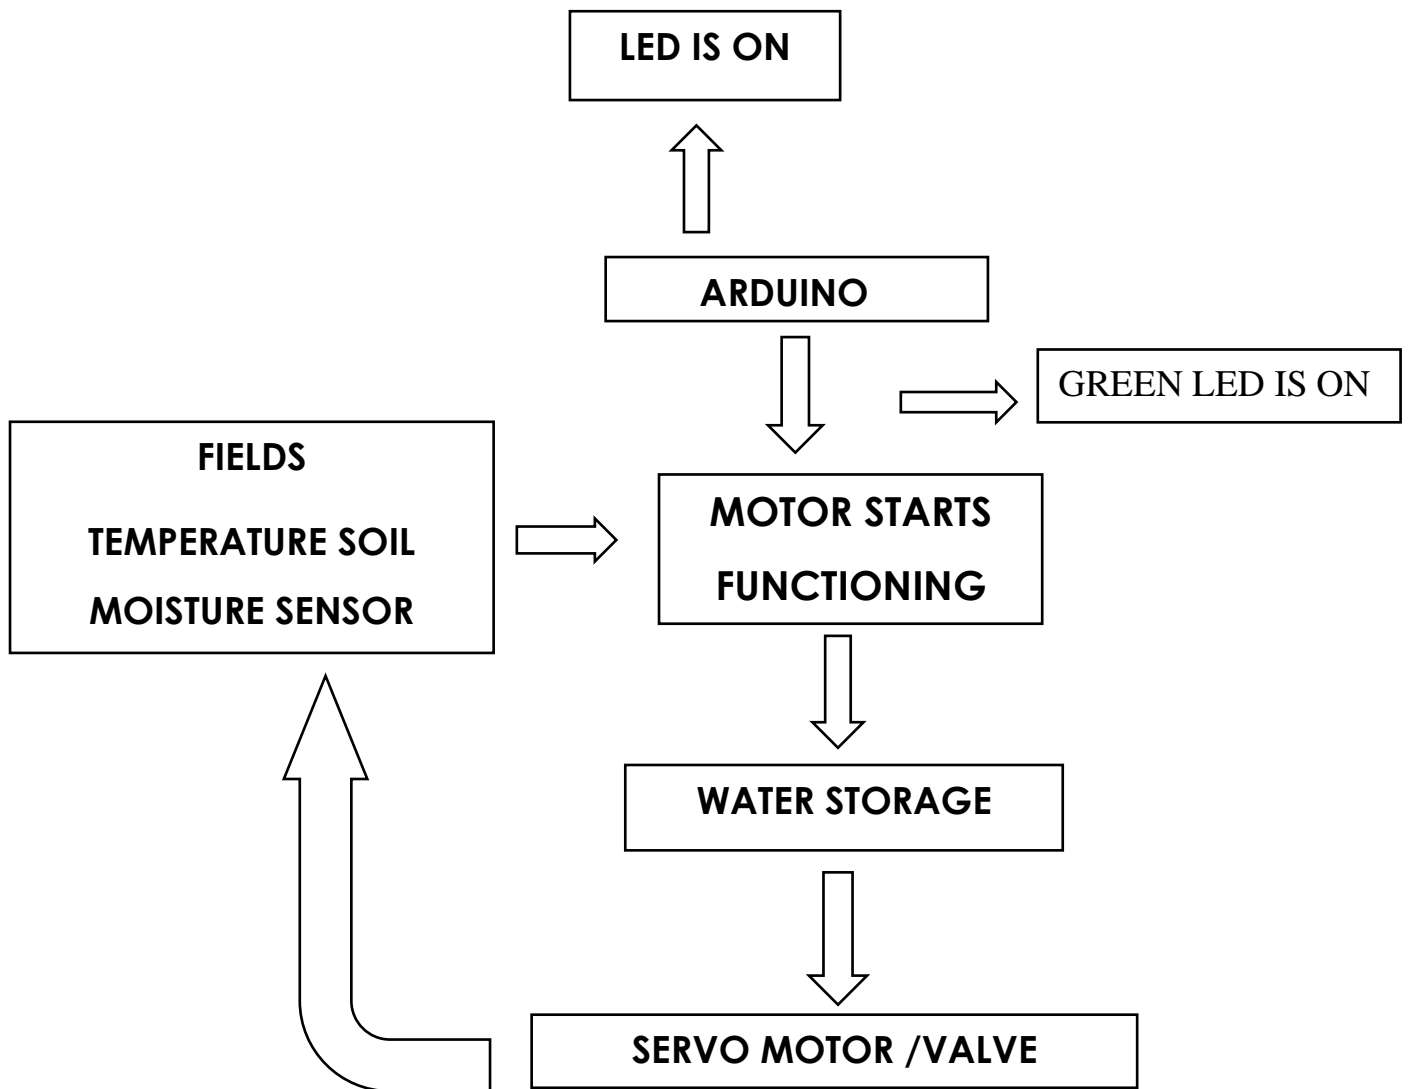 LED IS ON
ARDUINO
GREEN LED IS ON
FIELDS
TEMPERATURE SOIL
MOISTURE SENSOR
MOTOR STARTS
FUNCTIONING
WATER STORAGE
SERVO MOTOR /VALVE